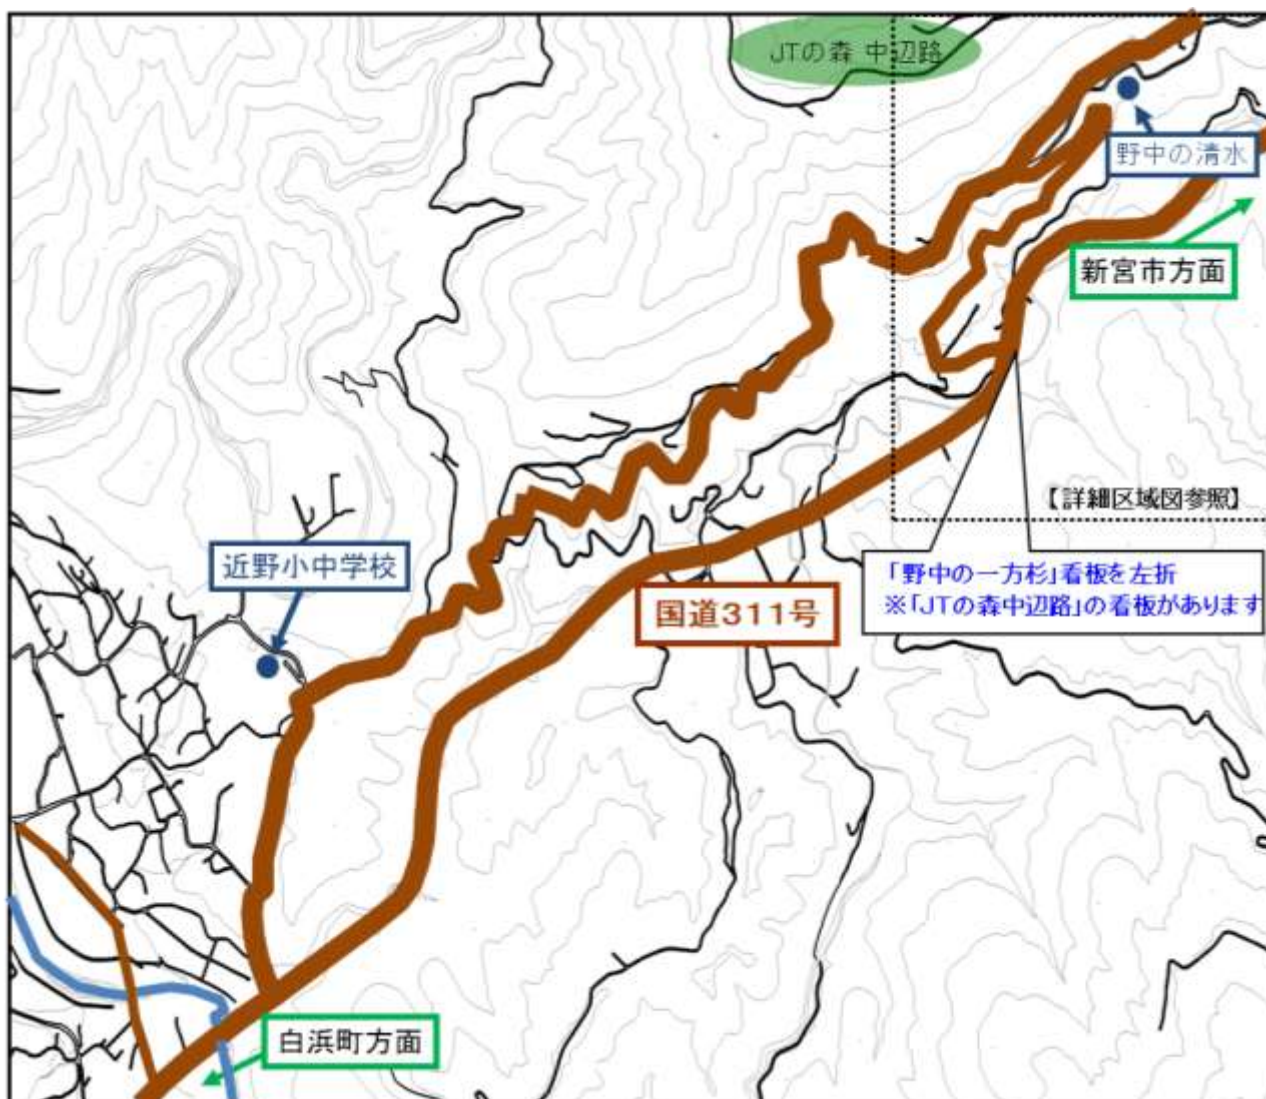 JTの森 中辺路
野中の清水
新宮市方面
【詳細区域図参照】
近野小中学校
「野中の一方杉」看板を左折
※「JTの森中辺路」の看板があります
国道311号
白浜町方面